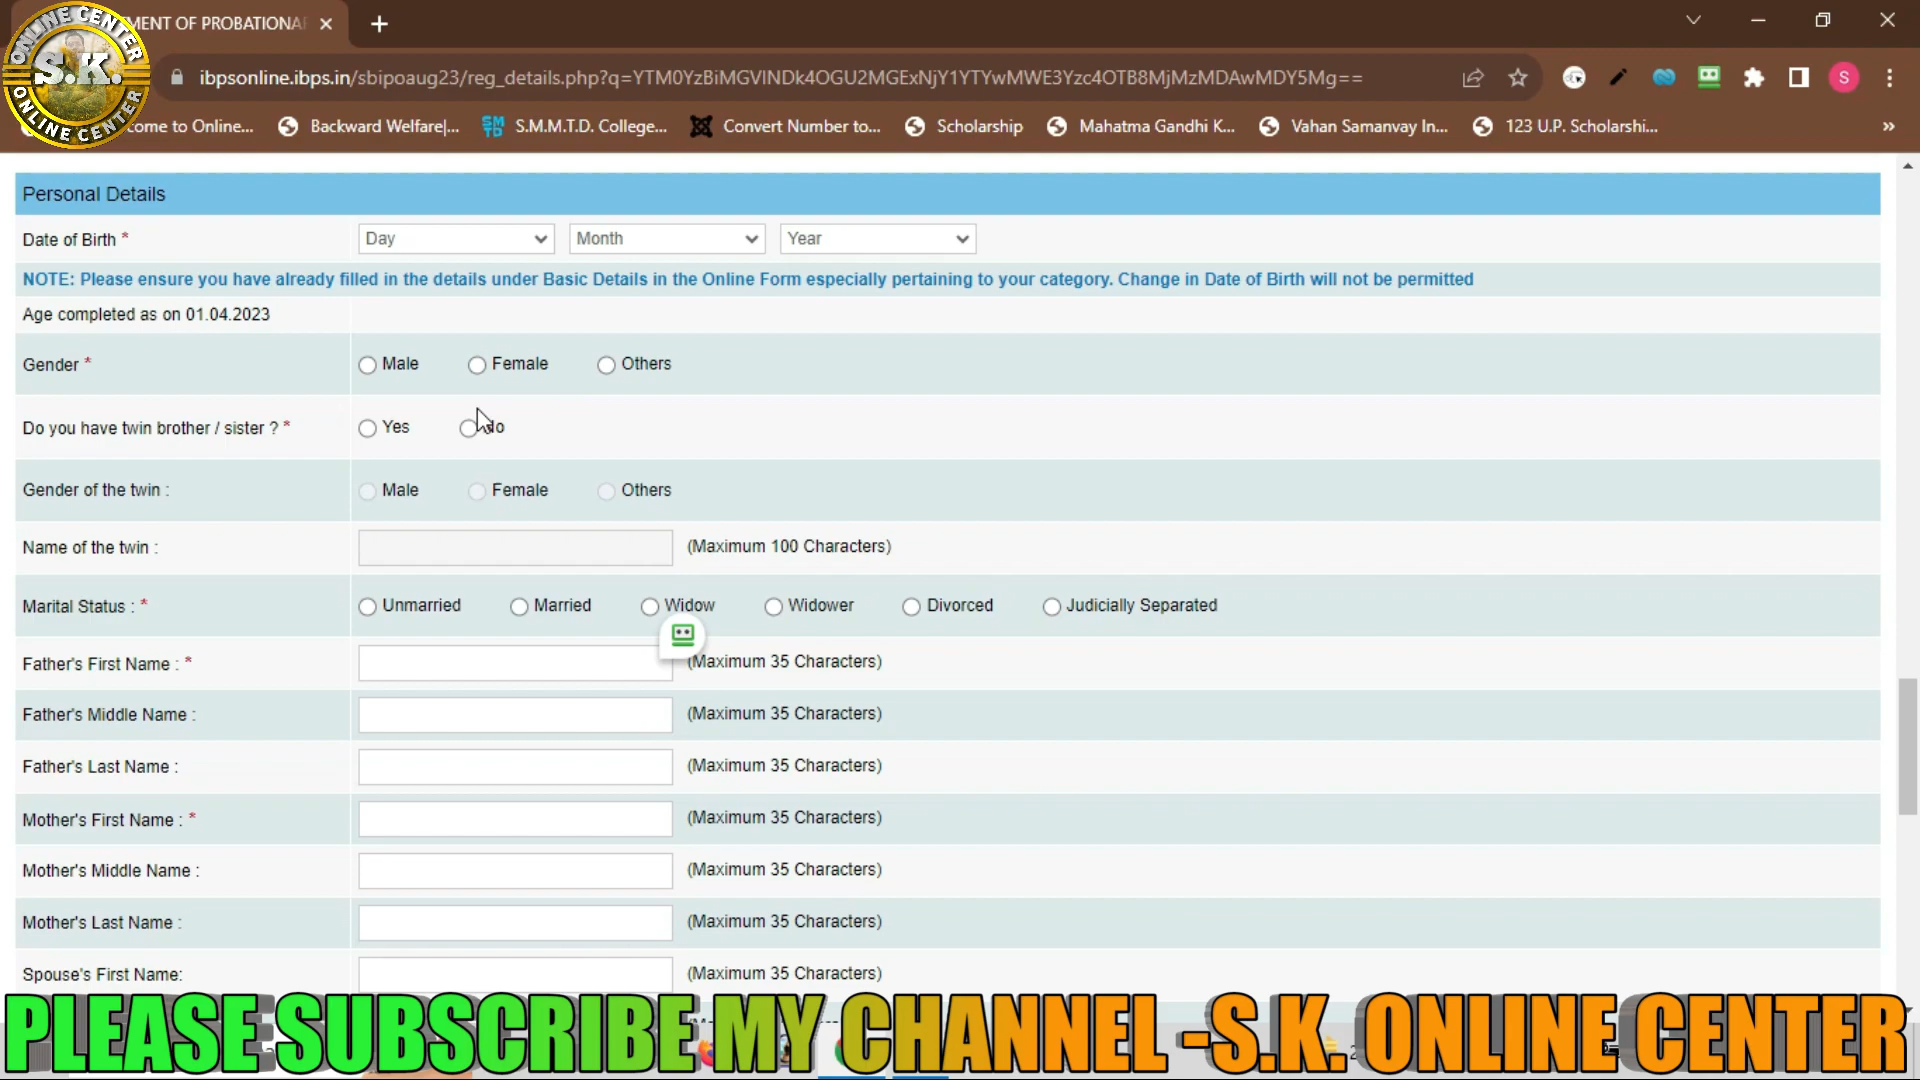 MENT OF PROBATIONA
ONLINE CENTER
S.K.
ONLINE CENTER
ibpsonline.ibps.in/sbipoaug23/reg_details.php?q=YTM0YzBiMGVlNDk4OGU2MGExNjY1YTYwMWE3Yzc4OTB8MjMzMDAwMDY5Mg==
S
come to Online...
Backward Welfare|...
S.M.M.T.D. College...
Convert Number to...
Scholarship
Mahatma Gandhi K...
Vahan Samanvay In...
123 U.P. Scholarshi...
Personal Details
Date of Birth * Day Month Year
NOTE: Please ensure you have already filled in the details under Basic Details in the Online Form especially pertaining to your category. Change in Date of Birth will not be permitted
Age completed as on 01.04.2023
Gender * Male Female Others
Do you have twin brother / sister ? * Yes No
Gender of the twin : Male Female Others
Name of the twin : (Maximum 100 Characters)
Marital Status : * Unmarried Married Widow Widower Divorced Judicially Separated
Father's First Name : * (Maximum 35 Characters)
Father's Middle Name : (Maximum 35 Characters)
Father's Last Name : (Maximum 35 Characters)
Mother's First Name : * (Maximum 35 Characters)
Mother's Middle Name : (Maximum 35 Characters)
Mother's Last Name : (Maximum 35 Characters)
Spouse's First Name: (Maximum 35 Characters)
PLEASE SUBSCRIBE MY CHANNEL -S.K. ONLINE CENTER